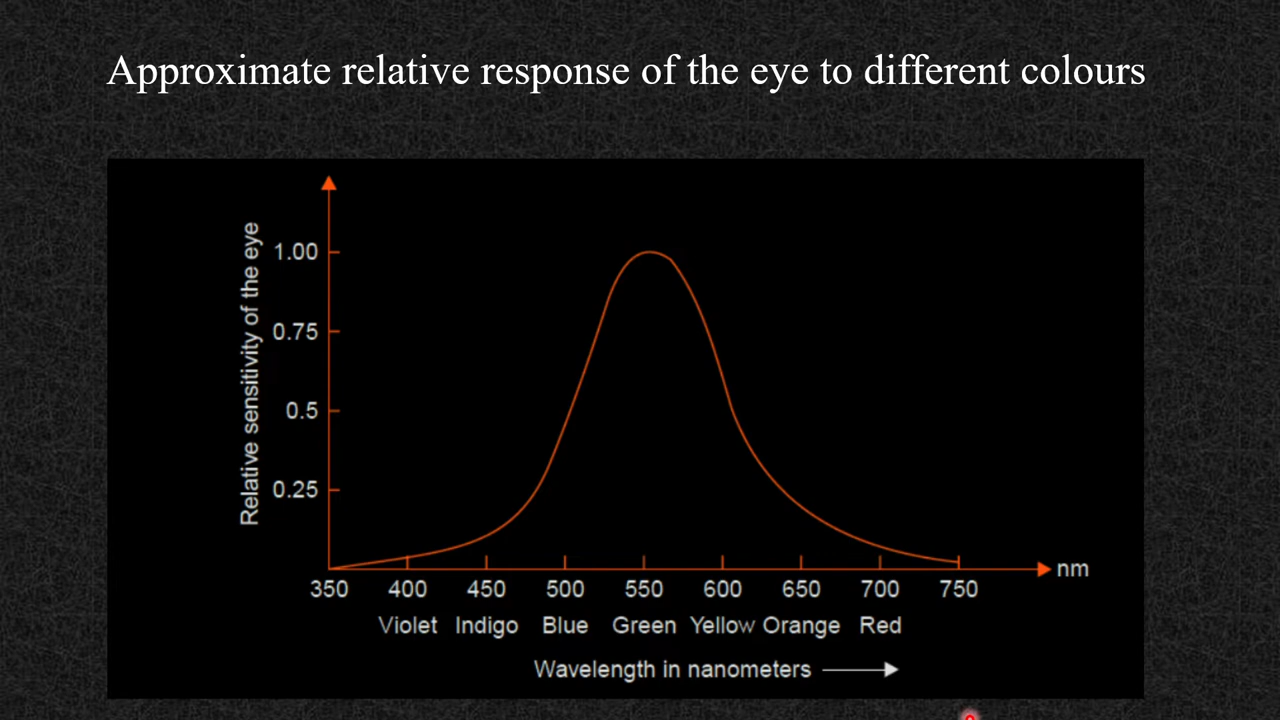 Approximate relative response of the eye to different colours
Relative sensitivity of the eye
1.00
0.75
0.5
0.25
350 400 450 500 550 600 650 700 750 nm
Violet Indigo Blue Green Yellow Orange Red
Wavelength in nanometers